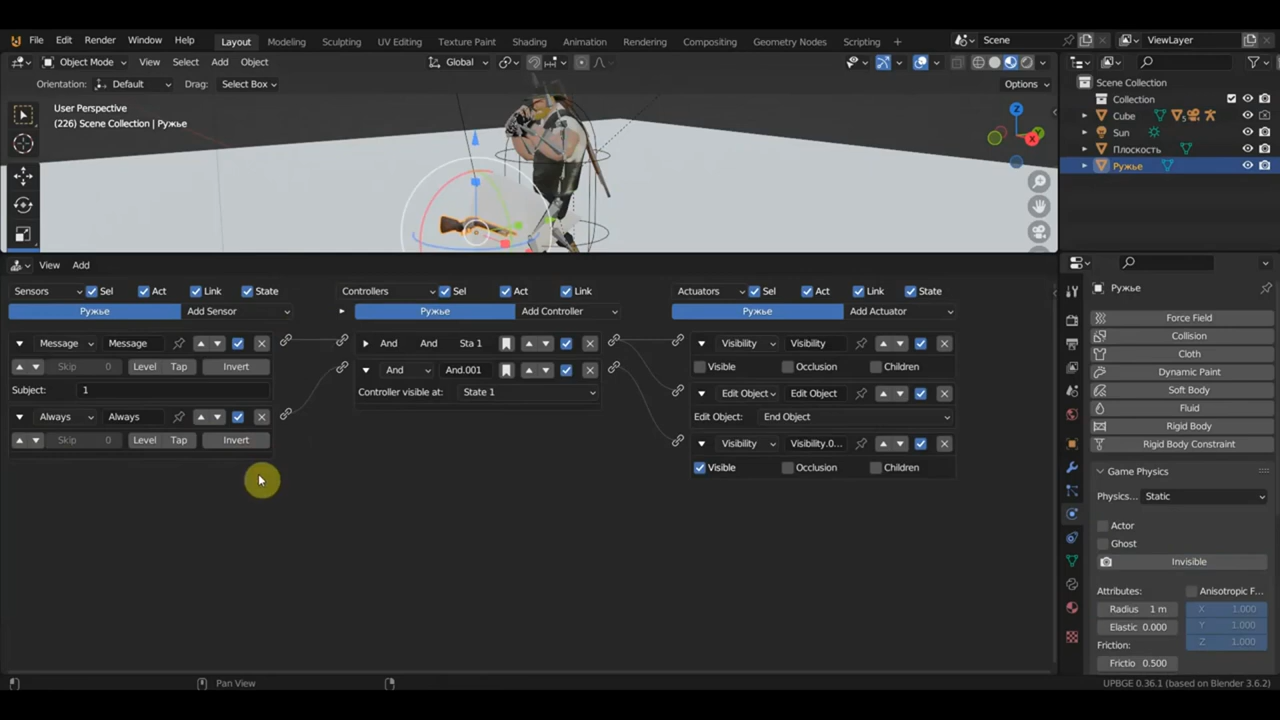 File Edit Render Window Help Layout Modeling Sculpting UV Editing Texture Paint Shading Animation Rendering Compositing Geometry Nodes Scripting + Scene ViewLayer
Object Mode View Select Add Object Global Options
Orientation: Default Drag: Select Box
User Perspective
(226) Scene Collection | Ружье
Z
X
Scene Collection
Collection
Cube 5
Sun
Плоскость
Ружье
View Add
Sensors Sel Act Link State Controllers Sel Act Link Actuators Sel Act Link State
Ружье Add Sensor Ружье Add Controller Ружье Add Actuator
Message Message And And Sta 1 Visibility Visibility
Skip 0 Level Tap Invert And And.001 Visible Occlusion Children
Subject: 1 Controller visible at: State 1 Edit Object Edit Object
Always Always Edit Object: End Object
Skip 0 Level Tap Invert Visibility Visibility.0...
Visible Occlusion Children
Ружье
Force Field
Collision
Cloth
Dynamic Paint
Soft Body
Fluid
Rigid Body
Rigid Body Constraint
Game Physics
Physics... Static
Actor
Ghost
Invisible
Attributes: Anisotropic F...
Radius 1 m X 1.000
Elastic 0.000 Y 1.000
Friction: Z 1.000
Frictio 0.500
Pan View UPBGE 0.36.1 (based on Blender 3.6.2)